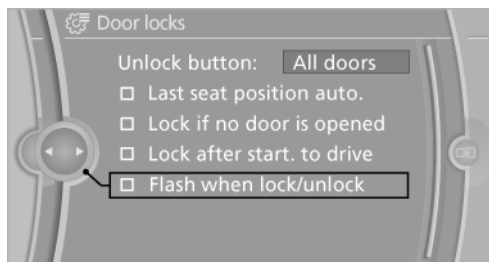 Door locks
Unlock button: All doors
Last seat position auto.
Lock if no door is opened
Lock after start. to drive
Flash when lock/unlock